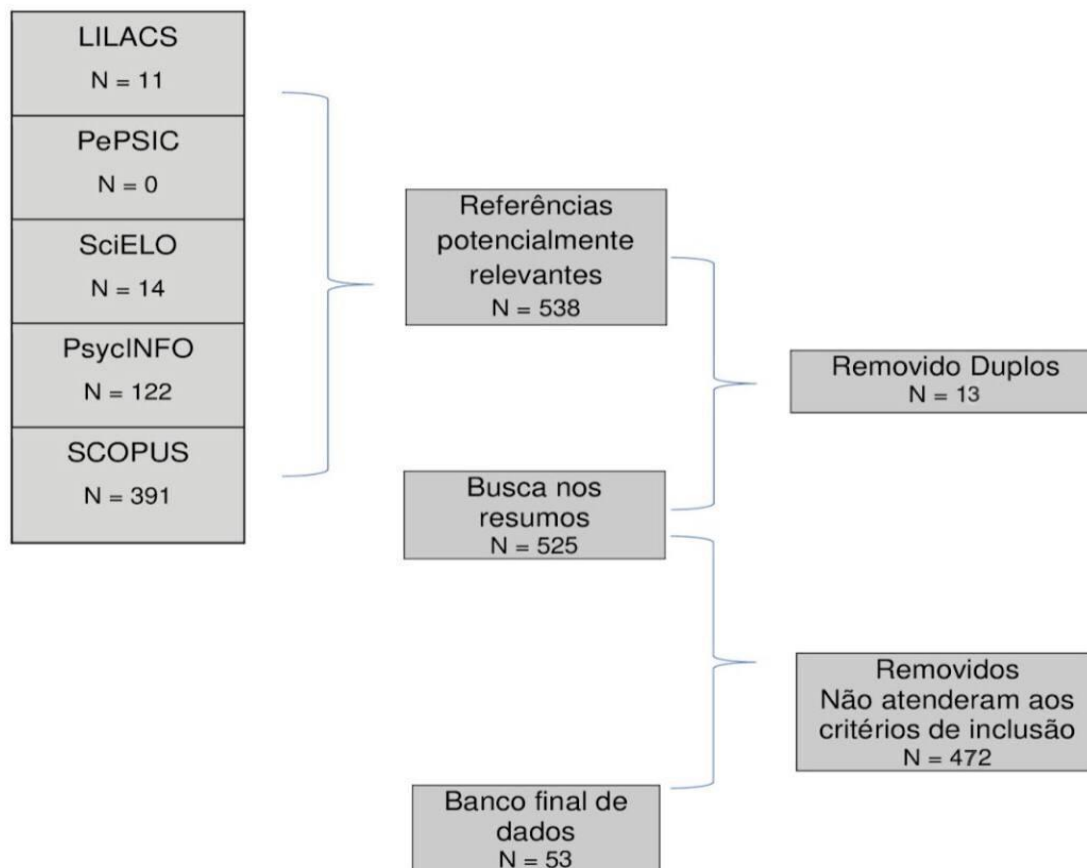 LILACS
N = 11
PePSIC
N = 0
SciELO
N = 14
PsycINFO
N = 122
SCOPUS
N = 391
Referências
potencialmente
relevantes
N = 538
Removido Duplos
N = 13
Busca nos
resumos
N = 525
Removidos
Não atenderam aos
critérios de inclusão
N = 472
Banco final de
dados
N = 53